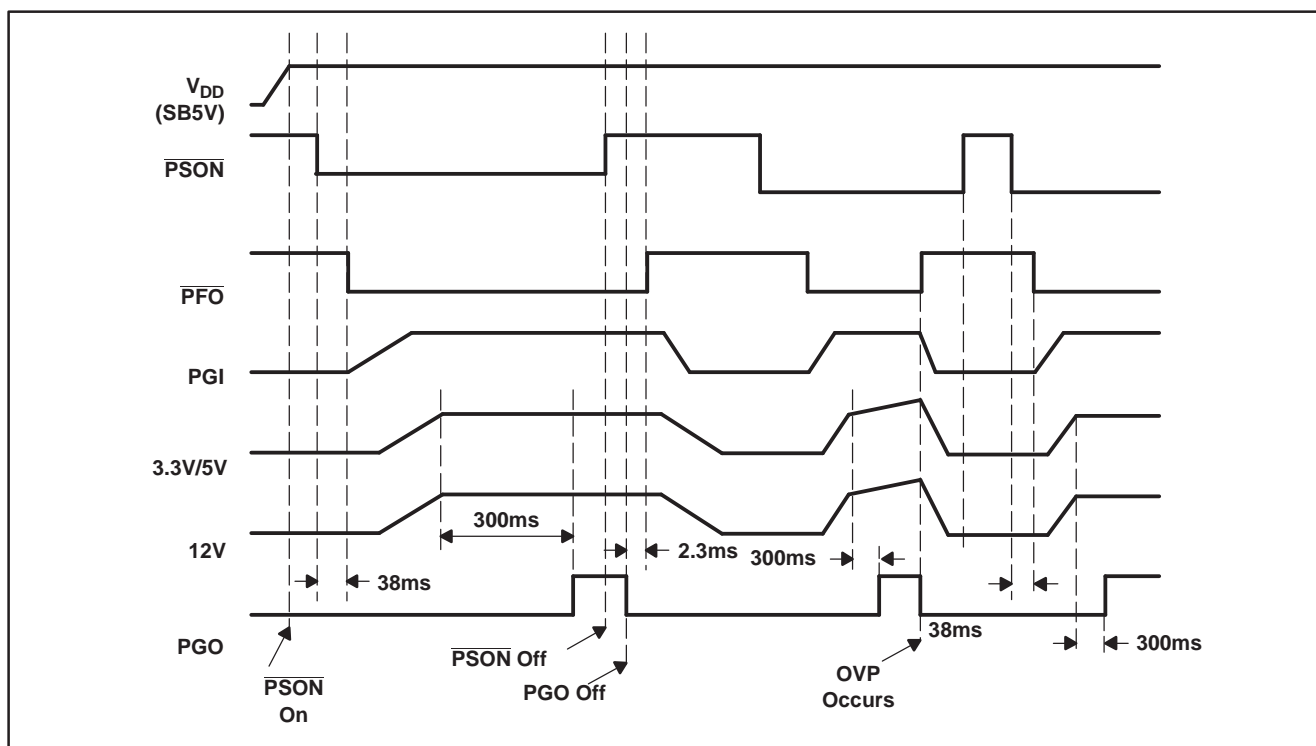 VDD
(SB5V)
PSON
PFO
PGI
3.3V/5V
12V
PGO
300ms
38ms
2.3ms
300ms
38ms
300ms
PSON
On
PSON Off
PGO Off
OVP
Occurs